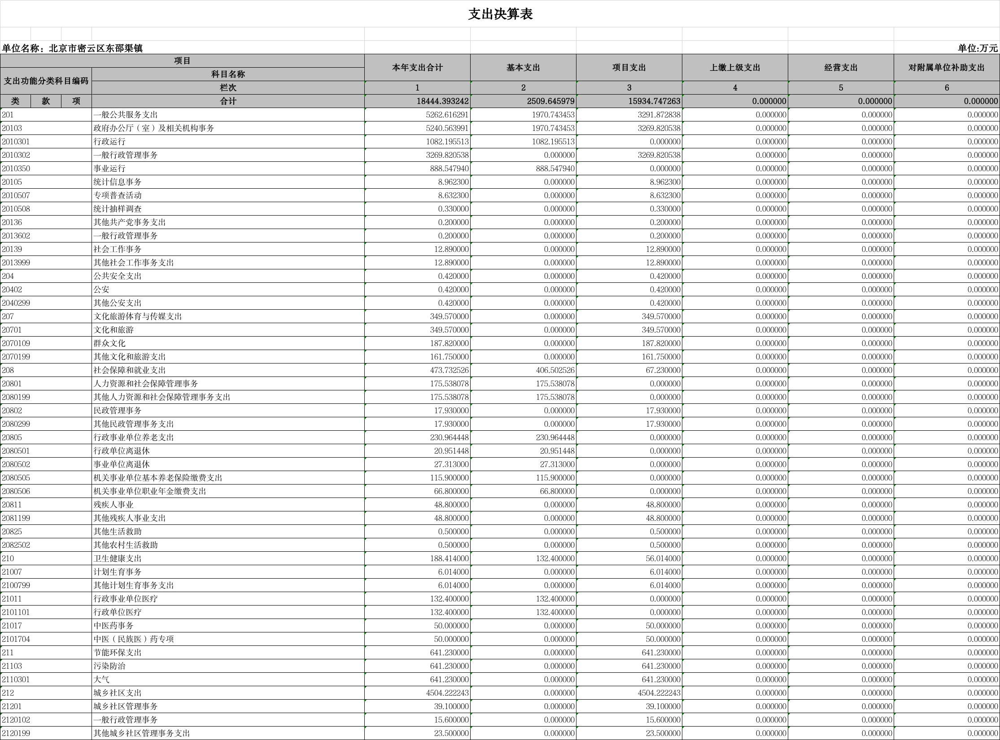 支出决算表
单位名称：北京市密云区东邵渠镇 单位:万元
项目 本年支出合计 基本支出 项目支出 上缴上级支出 经营支出 对附属单位补助支出
支出功能分类科目编码 科目名称
栏次 1 2 3 4 5 6
类 款 项 合计 18444.393242 2509.645979 15934.747263 0.000000 0.000000 0.000000
201 一般公共服务支出 5262.616291 1970.743453 3291.872838 0.000000 0.000000 0.000000
20103 政府办公厅（室）及相关机构事务 5240.563991 1970.743453 3269.820538 0.000000 0.000000 0.000000
2010301 行政运行 1082.195513 1082.195513 0.000000 0.000000 0.000000 0.000000
2010302 一般行政管理事务 3269.820538 0.000000 3269.820538 0.000000 0.000000 0.000000
2010350 事业运行 888.547940 888.547940 0.000000 0.000000 0.000000 0.000000
20105 统计信息事务 8.962300 0.000000 8.962300 0.000000 0.000000 0.000000
2010507 专项普查活动 8.632300 0.000000 8.632300 0.000000 0.000000 0.000000
2010508 统计抽样调查 0.330000 0.000000 0.330000 0.000000 0.000000 0.000000
20136 其他共产党事务支出 0.200000 0.000000 0.200000 0.000000 0.000000 0.000000
2013602 一般行政管理事务 0.200000 0.000000 0.200000 0.000000 0.000000 0.000000
20139 社会工作事务 12.890000 0.000000 12.890000 0.000000 0.000000 0.000000
2013999 其他社会工作事务支出 12.890000 0.000000 12.890000 0.000000 0.000000 0.000000
204 公共安全支出 0.420000 0.000000 0.420000 0.000000 0.000000 0.000000
20402 公安 0.420000 0.000000 0.420000 0.000000 0.000000 0.000000
2040299 其他公安支出 0.420000 0.000000 0.420000 0.000000 0.000000 0.000000
207 文化旅游体育与传媒支出 349.570000 0.000000 349.570000 0.000000 0.000000 0.000000
20701 文化和旅游 349.570000 0.000000 349.570000 0.000000 0.000000 0.000000
2070109 群众文化 187.820000 0.000000 187.820000 0.000000 0.000000 0.000000
2070199 其他文化和旅游支出 161.750000 0.000000 161.750000 0.000000 0.000000 0.000000
208 社会保障和就业支出 473.732526 406.502526 67.230000 0.000000 0.000000 0.000000
20801 人力资源和社会保障管理事务 175.538078 175.538078 0.000000 0.000000 0.000000 0.000000
2080199 其他人力资源和社会保障管理事务支出 175.538078 175.538078 0.000000 0.000000 0.000000 0.000000
20802 民政管理事务 17.930000 0.000000 17.930000 0.000000 0.000000 0.000000
2080299 其他民政管理事务支出 17.930000 0.000000 17.930000 0.000000 0.000000 0.000000
20805 行政事业单位养老支出 230.964448 230.964448 0.000000 0.000000 0.000000 0.000000
2080501 行政单位离退休 20.951448 20.951448 0.000000 0.000000 0.000000 0.000000
2080502 事业单位离退休 27.313000 27.313000 0.000000 0.000000 0.000000 0.000000
2080505 机关事业单位基本养老保险缴费支出 115.900000 115.900000 0.000000 0.000000 0.000000 0.000000
2080506 机关事业单位职业年金缴费支出 66.800000 66.800000 0.000000 0.000000 0.000000 0.000000
20811 残疾人事业 48.800000 0.000000 48.800000 0.000000 0.000000 0.000000
2081199 其他残疾人事业支出 48.800000 0.000000 48.800000 0.000000 0.000000 0.000000
20825 其他生活救助 0.500000 0.000000 0.500000 0.000000 0.000000 0.000000
2082502 其他农村生活救助 0.500000 0.000000 0.500000 0.000000 0.000000 0.000000
210 卫生健康支出 188.414000 132.400000 56.014000 0.000000 0.000000 0.000000
21007 计划生育事务 6.014000 0.000000 6.014000 0.000000 0.000000 0.000000
2100799 其他计划生育事务支出 6.014000 0.000000 6.014000 0.000000 0.000000 0.000000
21011 行政事业单位医疗 132.400000 132.400000 0.000000 0.000000 0.000000 0.000000
2101101 行政单位医疗 132.400000 132.400000 0.000000 0.000000 0.000000 0.000000
21017 中医药事务 50.000000 0.000000 50.000000 0.000000 0.000000 0.000000
2101704 中医（民族医）药专项 50.000000 0.000000 50.000000 0.000000 0.000000 0.000000
211 节能环保支出 641.230000 0.000000 641.230000 0.000000 0.000000 0.000000
21103 污染防治 641.230000 0.000000 641.230000 0.000000 0.000000 0.000000
2110301 大气 641.230000 0.000000 641.230000 0.000000 0.000000 0.000000
212 城乡社区支出 4504.222243 0.000000 4504.222243 0.000000 0.000000 0.000000
21201 城乡社区管理事务 39.100000 0.000000 39.100000 0.000000 0.000000 0.000000
2120102 一般行政管理事务 15.600000 0.000000 15.600000 0.000000 0.000000 0.000000
2120199 其他城乡社区管理事务支出 23.500000 0.000000 23.500000 0.000000 0.000000 0.000000